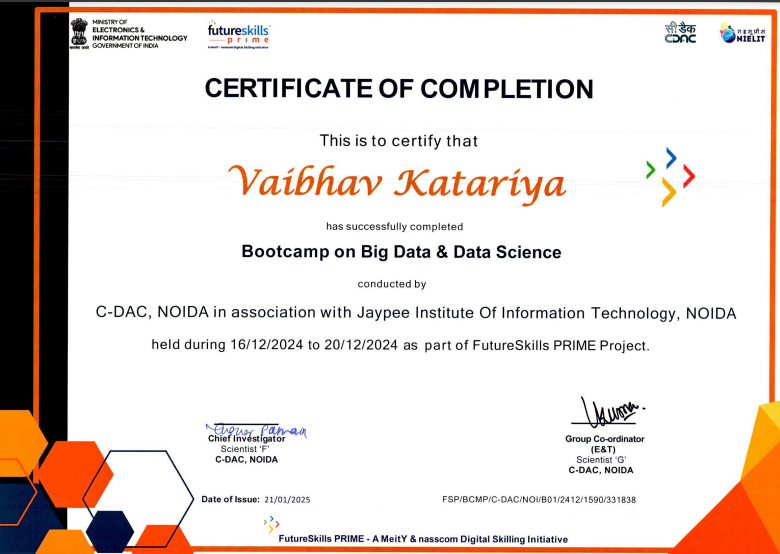 MINISTRY OF
ELECTRONICS &
INFORMATION TECHNOLOGY
GOVERNMENT OF INDIA
futureskills
prime
A MeitY - nasscom Digital Skilling Initiative
सी डैक
CDAC
NIELIT
CERTIFICATE OF COMPLETION
This is to certify that
Vaibhav Katariya
has successfully completed
Bootcamp on Big Data & Data Science
conducted by
C-DAC, NOIDA in association with Jaypee Institute Of Information Technology, NOIDA
held during 16/12/2024 to 20/12/2024 as part of FutureSkills PRIME Project.
Chief Investigator
Scientist 'F'
C-DAC, NOIDA
Group Co-ordinator
(E&T)
Scientist 'G'
C-DAC, NOIDA
Date of Issue: 21/01/2025
FSP/BCMP/C-DAC/NOI/B01/2412/1590/331838
FutureSkills PRIME - A MeitY & nasscom Digital Skilling Initiative